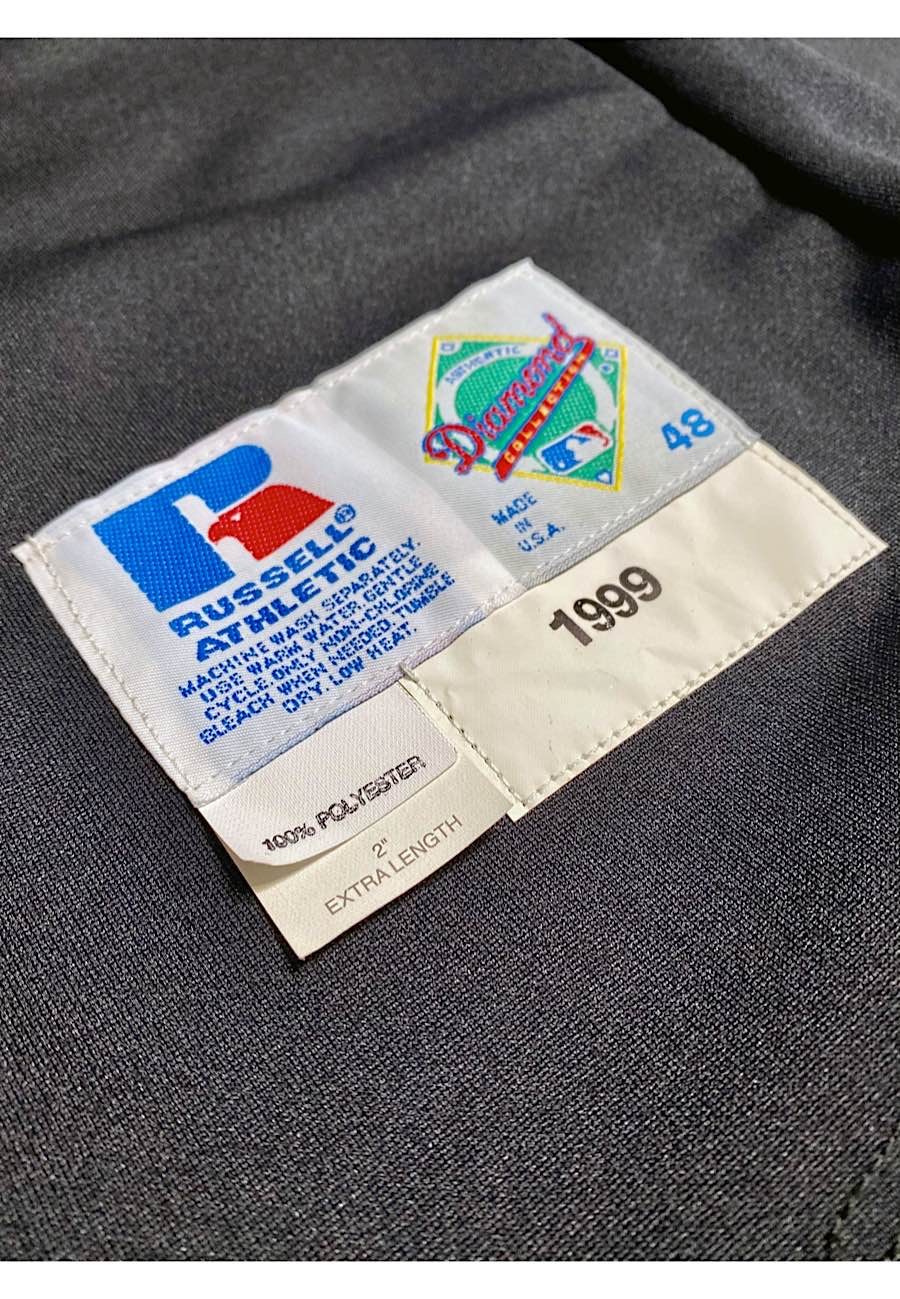 RUSSELL®
ATHLETIC
MACHINE WASH SEPARATELY.
USE WARM WATER, GENTLE
CYCLE ONLY NON-CHLORINE
BLEACH WHEN NEEDED. TUMBLE
DRY. LOW HEAT.
AUTHENTIC
Diamond
COLLECTION
48
MADE
IN
U.S.A.
1999
100% POLYESTER
2"
EXTRA LENGTH